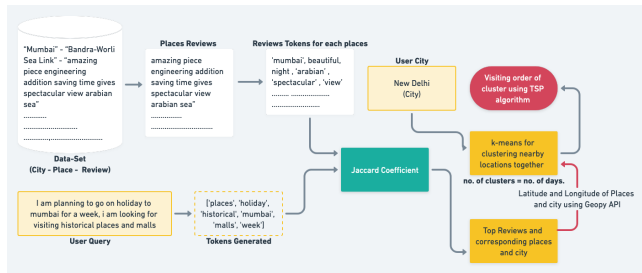 "Mumbai" - "Bandra-Worli
Sea Link" - "amazing
piece engineering
addition saving time gives
spectacular view arabian
sea"
............
............................
............,...........................
Data-Set
(City - Place - Review)
Places Reviews
amazing piece
engineering addition
saving time gives
spectacular view
arabian sea"
................
............................
Reviews Tokens for each places
'mumbai', beautiful,
night , 'arabian' ,
'spectacular' , 'view'
......... ....................
.........................
User City
New Delhi
(City)
Visiting order of
cluster using TSP
algorithm
k-means for
clustering nearby
locations together
no. of clusters = no. of days.
Jaccard Coefficient
Latitude and Longitude of Places
and city using Geopy API
I am planning to go on holiday to
mumbai for a week, i am looking for
visiting historical places and malls
User Query
['places', 'holiday',
'historical', 'mumbai',
'malls', 'week']
Tokens Generated
Top Reviews and
corresponding places
and city